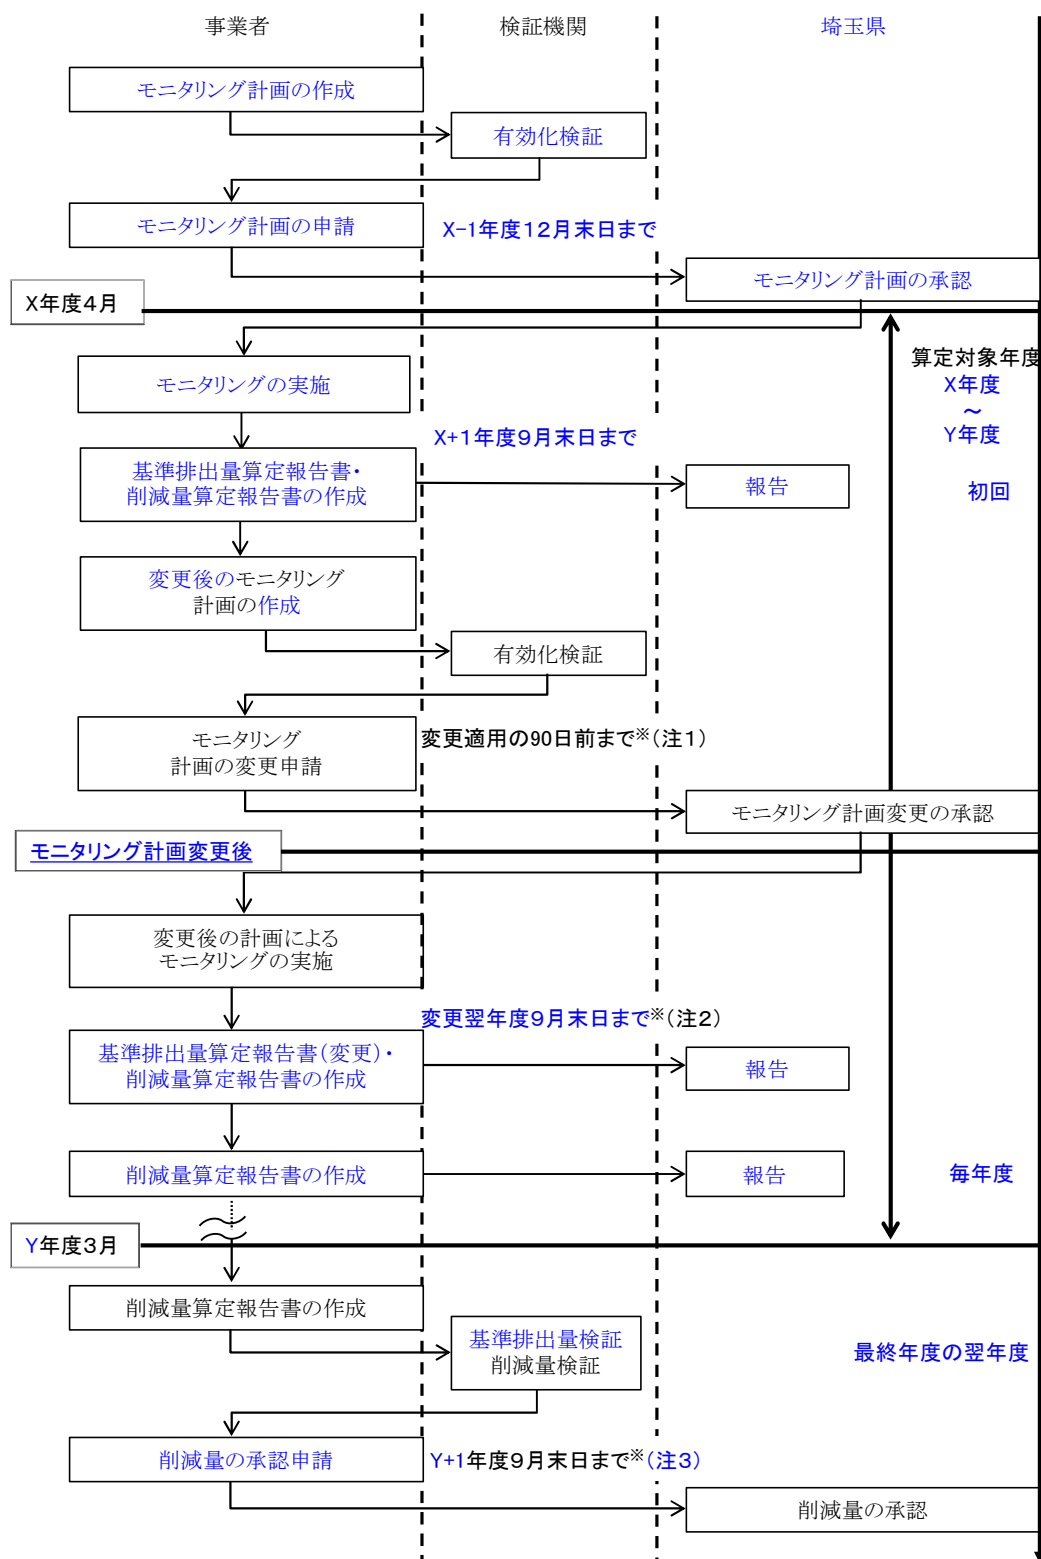 事業者
検証機関
埼玉県
モニタリング計画の作成
有効化検証
モニタリング計画の申請
X−1年度12月末日まで
モニタリング計画の承認
X年度4月
算定対象年度
X年度
～
Y年度
モニタリングの実施
X+1年度9月末日まで
基準排出量算定報告書・
削減量算定報告書の作成
報告
初回
変更後のモニタリング
計画の作成
有効化検証
モニタリング
計画の変更申請
変更適用の90日前まで※(注1)
モニタリング計画変更の承認
モニタリング計画変更後
変更後の計画による
モニタリングの実施
変更翌年度9月末日まで※(注2)
基準排出量算定報告書(変更)・
削減量算定報告書の作成
報告
削減量算定報告書の作成
報告
毎年度
Y年度3月
削減量算定報告書の作成
基準排出量検証
削減量検証
最終年度の翌年度
削減量の承認申請
Y+1年度9月末日まで※(注3)
削減量の承認